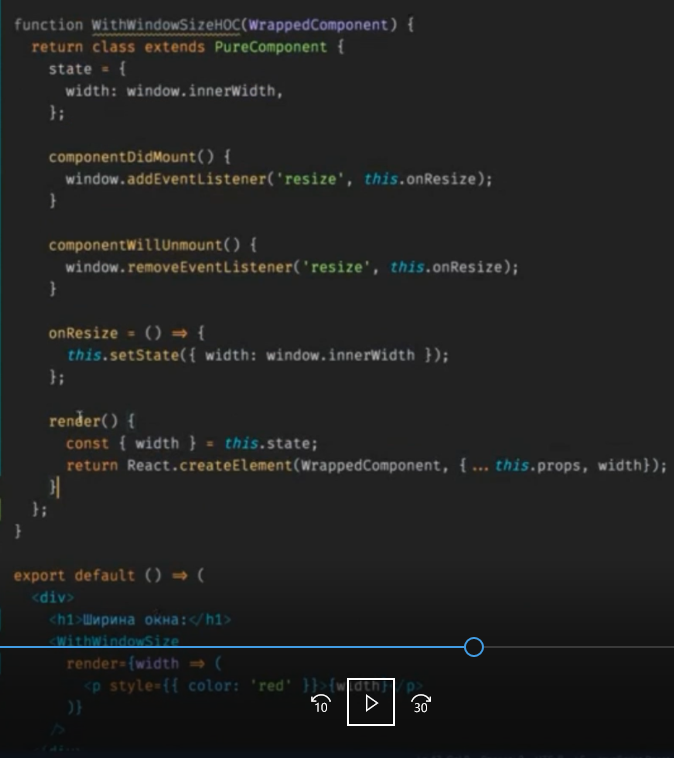 function WithWindowSizeHOC(WrappedComponent) {
  return class extends PureComponent {
    state = {
      width: window.innerWidth,
    };
    componentDidMount() {
      window.addEventListener('resize', this.onResize);
    }
    componentWillUnmount() {
      window.removeEventListener('resize', this.onResize);
    }
    onResize = () => {
      this.setState({ width: window.innerWidth });
    };
    render() {
      const { width } = this.state;
      return React.createElement(WrappedComponent, { ... this.props, width});
    }
  };
}
export default () => (
  <div>
    <h1>Ширина окна:</h1>
    <WithWindowSize
      render={width => (
        <p style={{ color: 'red' }}>{width}</p>
      )}
    />
  </div>
10
30